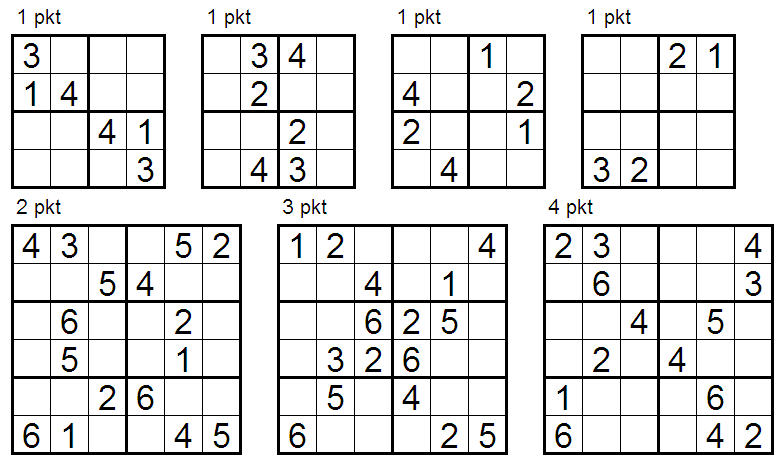 1 pkt 1 pkt 1 pkt 1 pkt
3 3 4 1 2 1
1 4 2 4 2
4 1 2 2 1
3 4 3 4 3 2
2 pkt 3 pkt 4 pkt
4 3 5 2 1 2 4 2 3 4
5 4 4 1 6 3
6 2 6 2 5 4 5
5 1 3 2 6 2 4
2 6 5 4 1 6
6 1 4 5 6 2 5 6 4 2